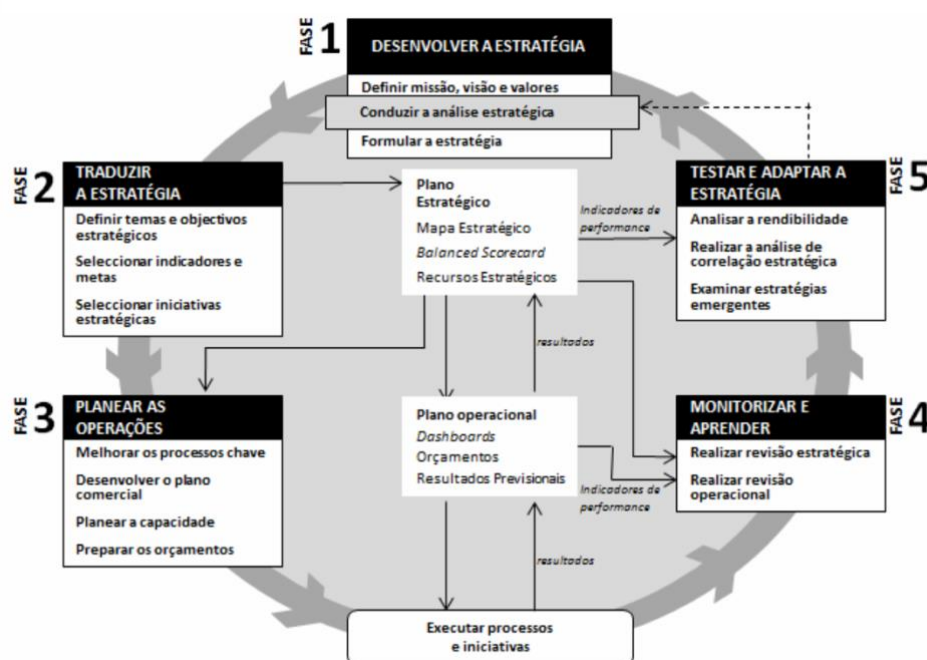 FASE 1
DESENVOLVER A ESTRATÉGIA
Definir missão, visão e valores
Conduzir a análise estratégica
Formular a estratégia
FASE 2
TRADUZIR
A ESTRATÉGIA
Definir temas e objectivos
estratégicos
Seleccionar indicadores e
metas
Seleccionar iniciativas
estratégicas
Plano
Estratégico
Mapa Estratégico
Balanced Scorecard
Recursos Estratégicos
Indicadores de
performance
FASE 5
TESTAR E ADAPTAR A
ESTRATÉGIA
Analisar a rendibilidade
Realizar a análise de
correlação estratégica
Examinar estratégias
emergentes
resultados
FASE 3
PLANEAR AS
OPERAÇÕES
Melhorar os processos chave
Desenvolver o plano
comercial
Planear a capacidade
Preparar os orçamentos
Plano operacional
Dashboards
Orçamentos
Resultados Previsionais
Indicadores de
performance
FASE 4
MONITORIZAR E
APRENDER
Realizar revisão estratégica
Realizar revisão
operacional
resultados
Executar processos
e iniciativas